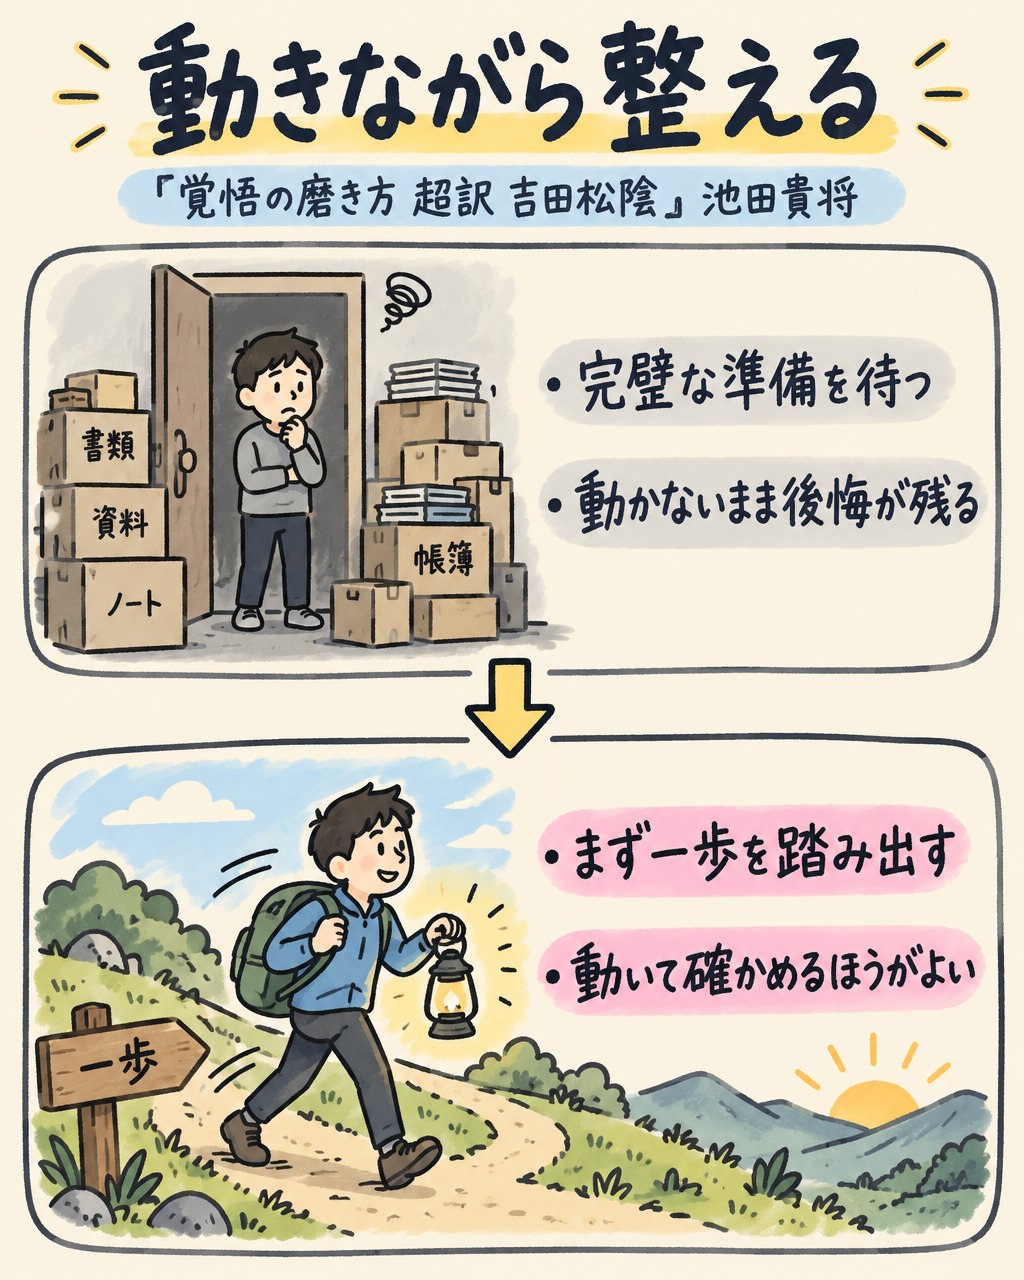 動きながら整える
『覚悟の磨き方 超訳 吉田松陰』池田貴将
書類
資料
ノート
帳簿
・完璧な準備を待つ
・動かないまま後悔が残る
・まず一歩を踏み出す
・動いて確かめるほうがよい
一歩